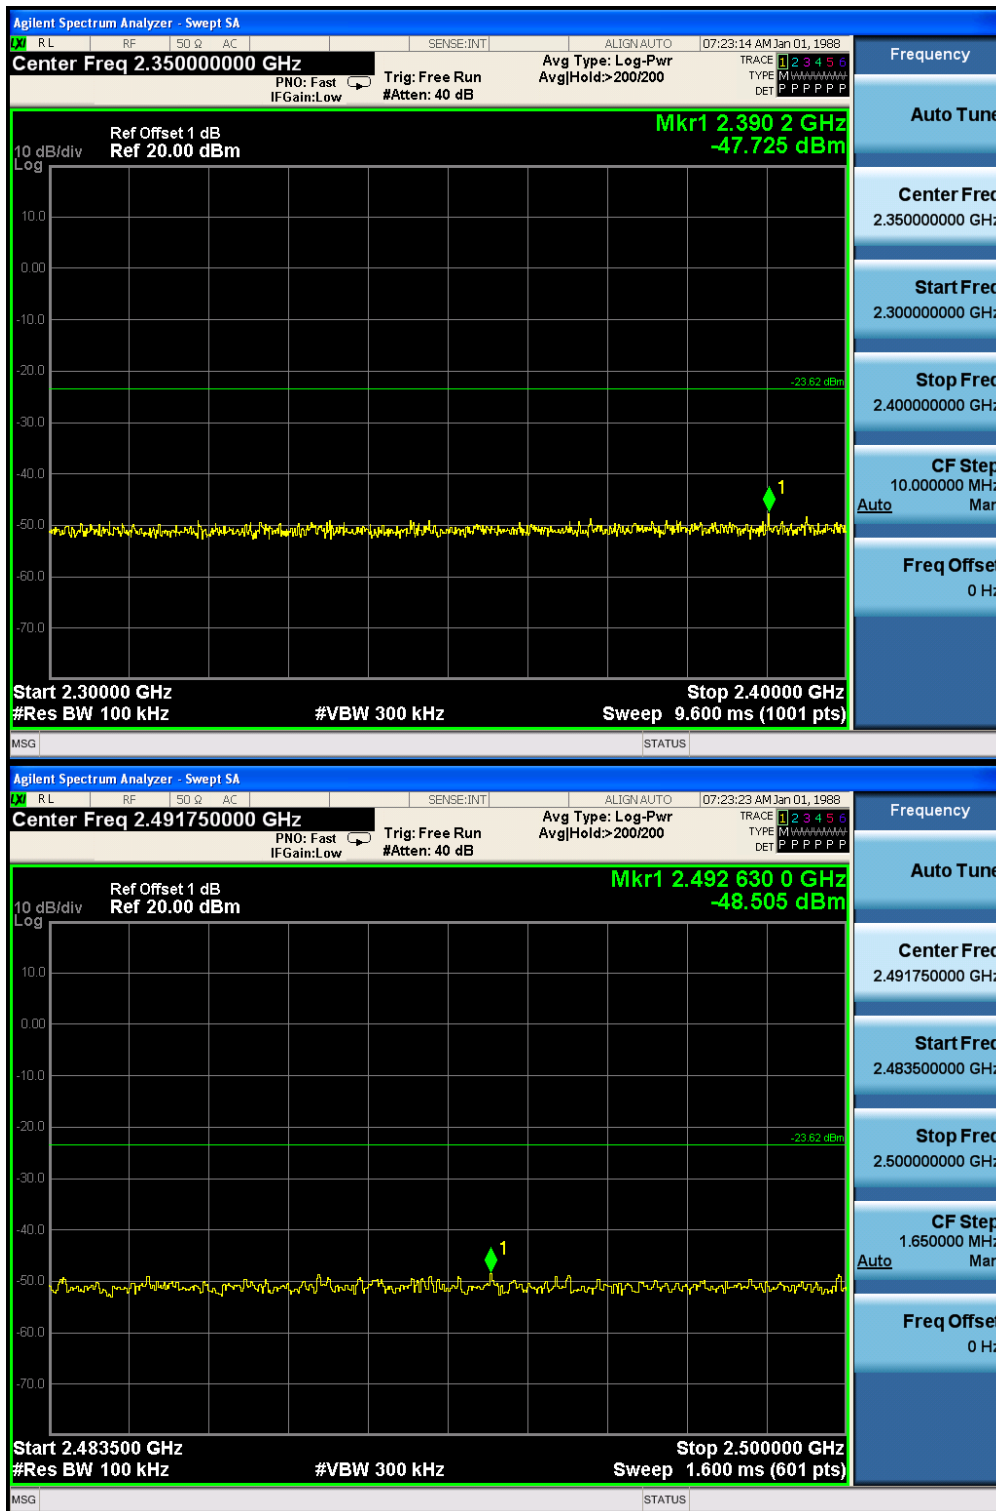 Agilent Spectrum Analyzer - Swept SA
LXI RL RF 50 Ω AC SENSE:INT ALIGNAUTO 07:23:14 AM Jan 01, 1988
Center Freq 2.350000000 GHz
PNO: Fast
IFGain:Low
Trig: Free Run
#Atten: 40 dB
Avg Type: Log-Pwr
Avg|Hold:>200/200
TRACE 1 2 3 4 5 6
TYPE M
DET P P P P P P
Frequency
Mkr1 2.390 2 GHz
-47.725 dBm
Ref Offset 1 dB
10 dB/div Ref 20.00 dBm
Log
10.0
0.00
-10.0
-20.0
-23.62 dBm
-30.0
-40.0
1
-50.0
-60.0
-70.0
Start 2.30000 GHz Stop 2.40000 GHz
#Res BW 100 kHz #VBW 300 kHz Sweep 9.600 ms (1001 pts)
MSG STATUS
Auto Tune
Center Freq
2.350000000 GHz
Start Freq
2.300000000 GHz
Stop Freq
2.400000000 GHz
CF Step
10.000000 MHz
Auto Man
Freq Offset
0 Hz
Agilent Spectrum Analyzer - Swept SA
LXI RL RF 50 Ω AC SENSE:INT ALIGNAUTO 07:23:23 AM Jan 01, 1988
Center Freq 2.491750000 GHz
PNO: Fast
IFGain:Low
Trig: Free Run
#Atten: 40 dB
Avg Type: Log-Pwr
Avg|Hold:>200/200
TRACE 1 2 3 4 5 6
TYPE M
DET P P P P P P
Frequency
Mkr1 2.492 630 0 GHz
-48.505 dBm
Ref Offset 1 dB
10 dB/div Ref 20.00 dBm
Log
10.0
0.00
-10.0
-20.0
-23.62 dBm
-30.0
-40.0
1
-50.0
-60.0
-70.0
Start 2.483500 GHz Stop 2.500000 GHz
#Res BW 100 kHz #VBW 300 kHz Sweep 1.600 ms (601 pts)
MSG STATUS
Auto Tune
Center Freq
2.491750000 GHz
Start Freq
2.483500000 GHz
Stop Freq
2.500000000 GHz
CF Step
1.650000 MHz
Auto Man
Freq Offset
0 Hz